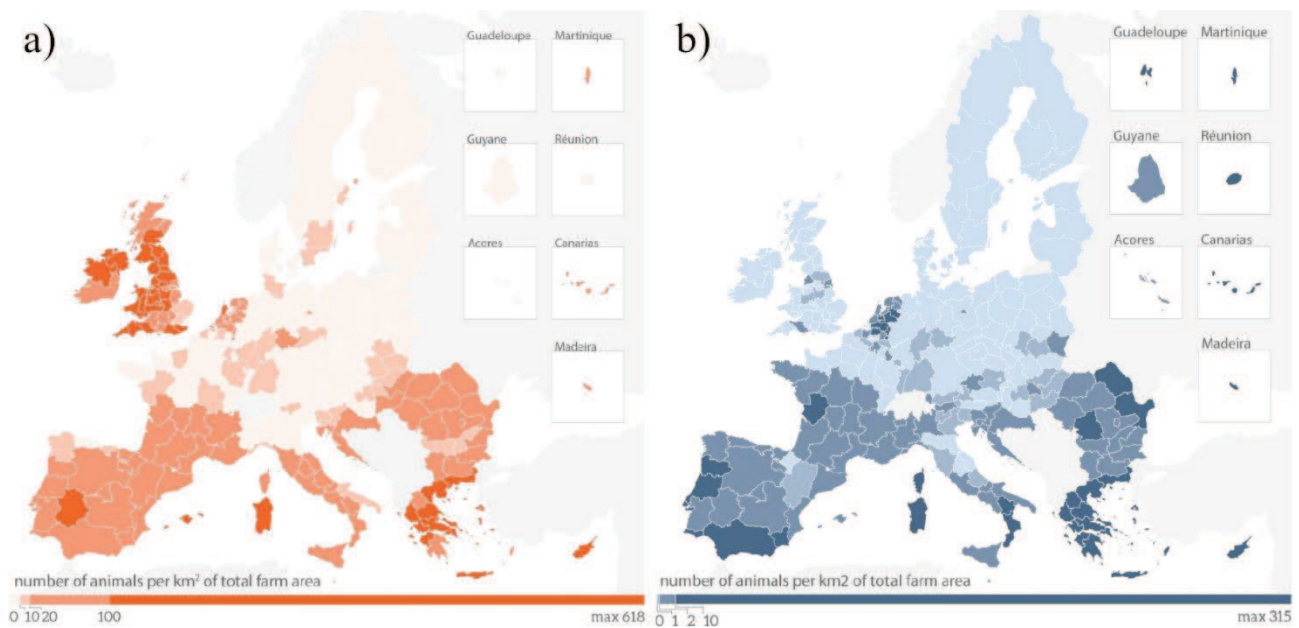 a)
Guadeloupe
Martinique
Guyane
Réunion
Acores
Canarias
Madeira
number of animals per km² of total farm area
0 10 20 100 max 618
b)
Guadeloupe
Martinique
Guyane
Réunion
Acores
Canarias
Madeira
number of animals per km2 of total farm area
0 1 2 10 max 315